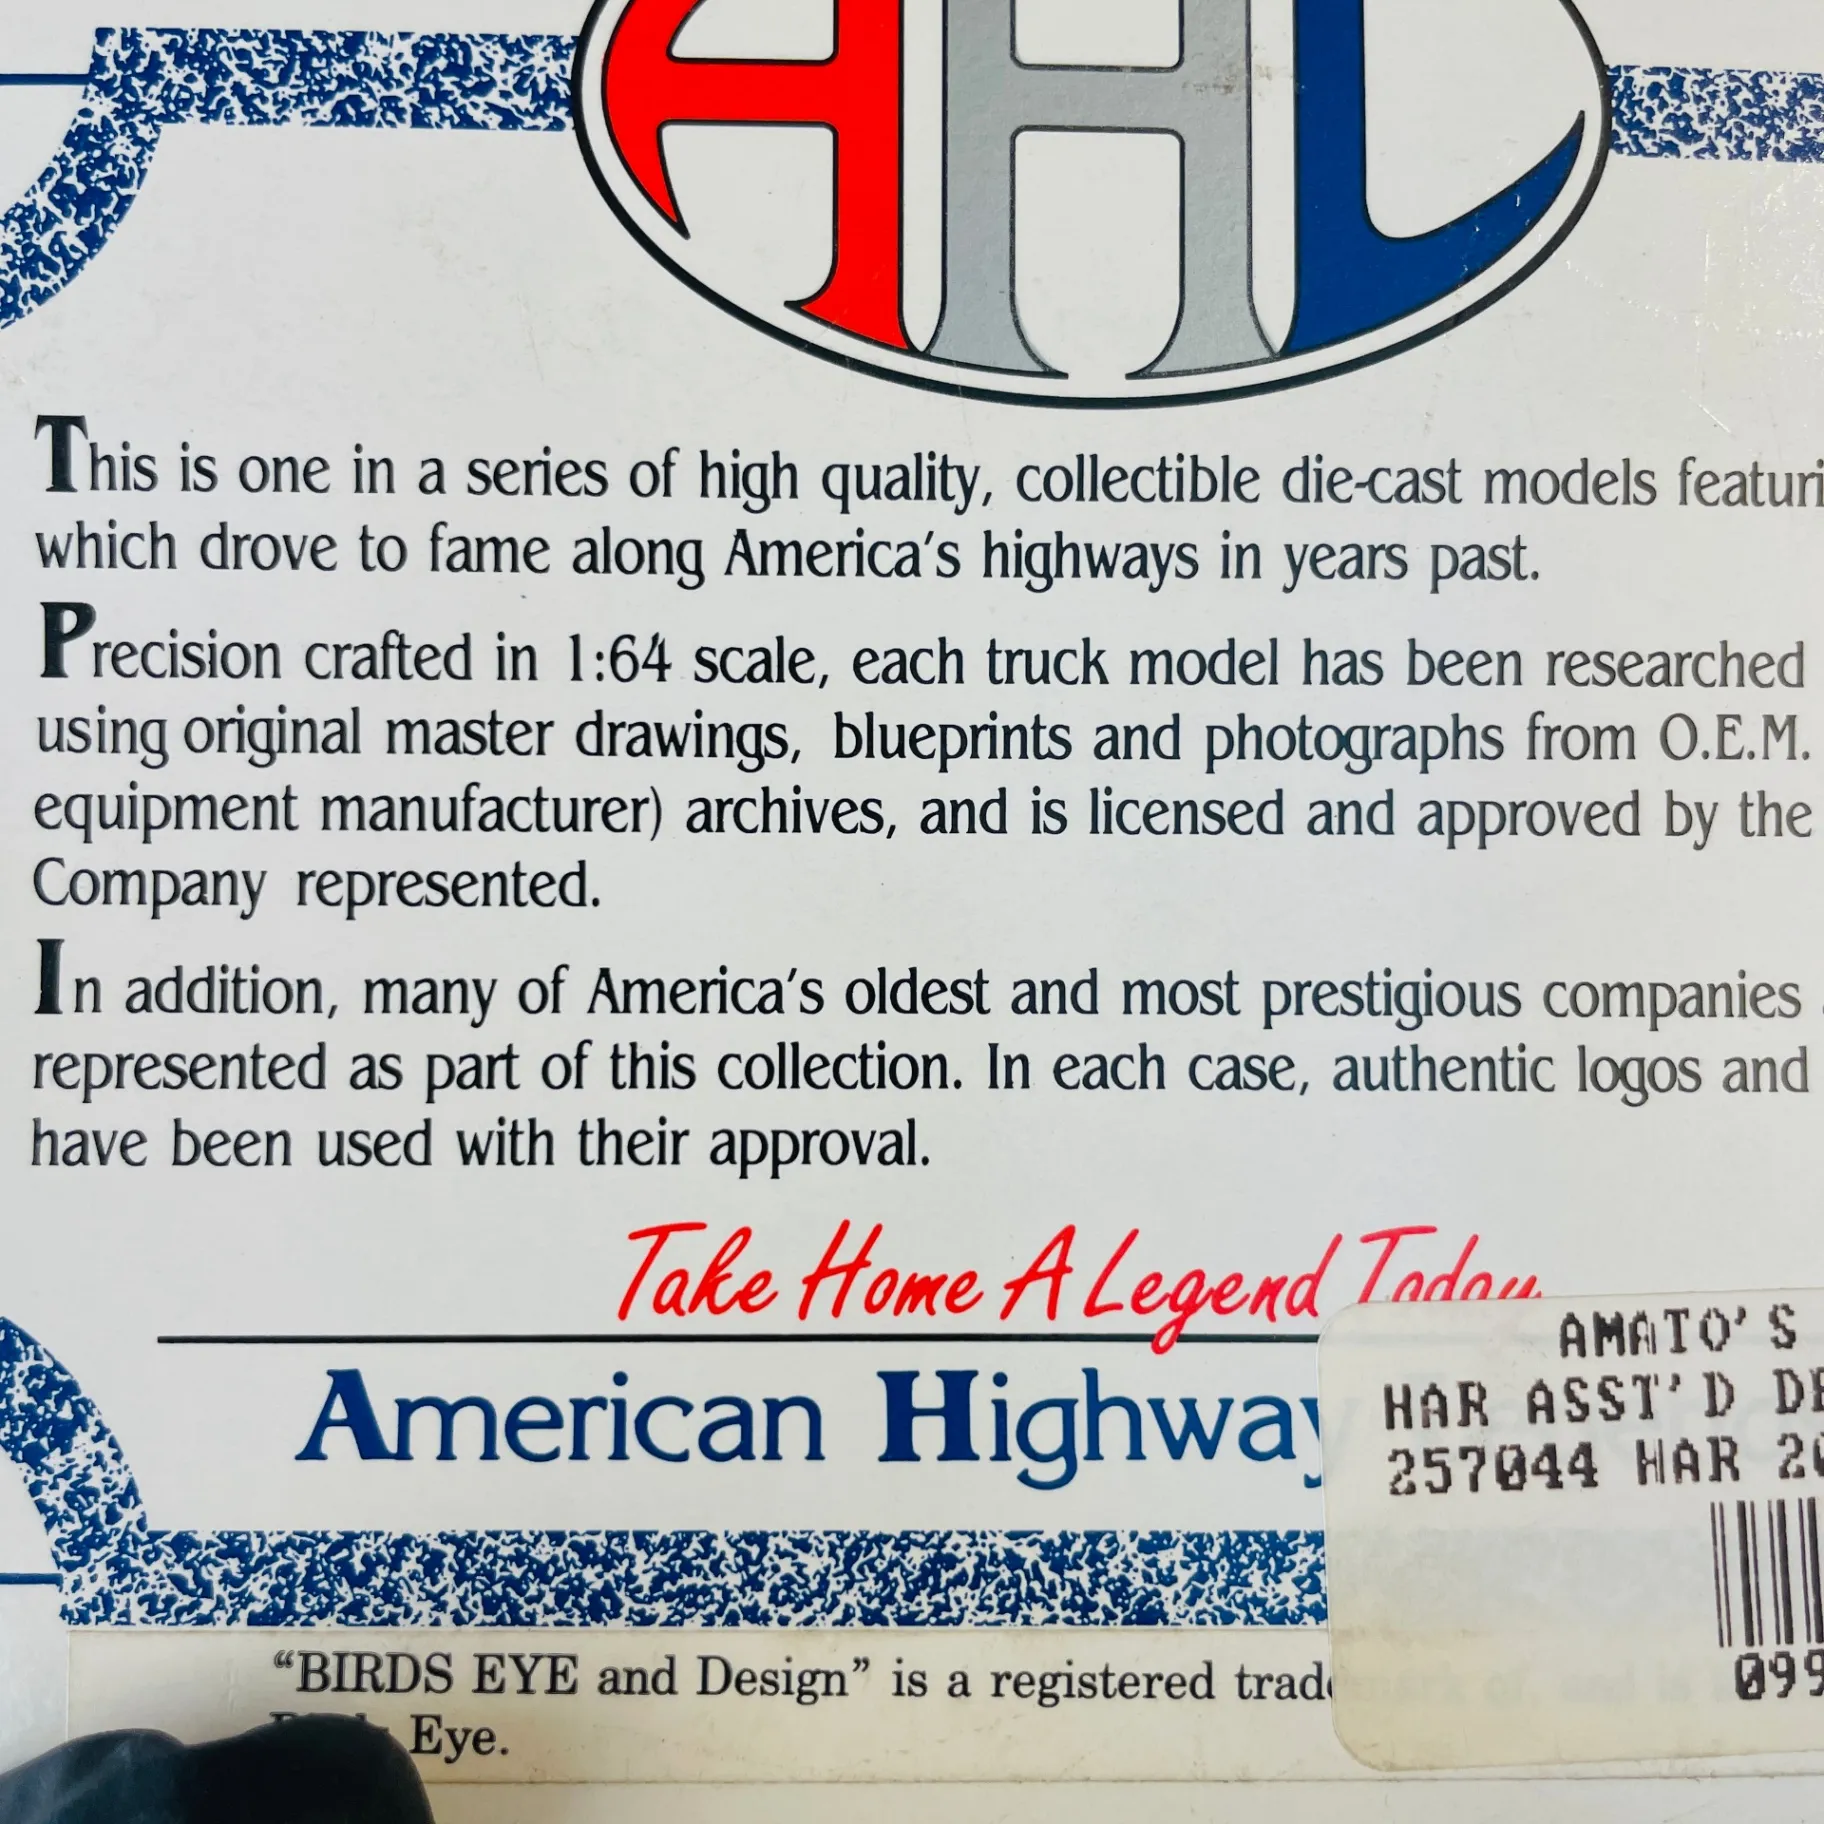 AHL
This is one in a series of high quality, collectible die-cast models featuri
which drove to fame along America's highways in years past.
Precision crafted in 1:64 scale, each truck model has been researched
using original master drawings, blueprints and photographs from O.E.M.
equipment manufacturer) archives, and is licensed and approved by the
Company represented.
In addition, many of America's oldest and most prestigious companies
represented as part of this collection. In each case, authentic logos and
have been used with their approval.
Take Home A Legend Today
American Highway
AMATO'S
HAR ASST'D DE
257044 HAR 20
099
"BIRDS EYE and Design" is a registered trade
Eye.